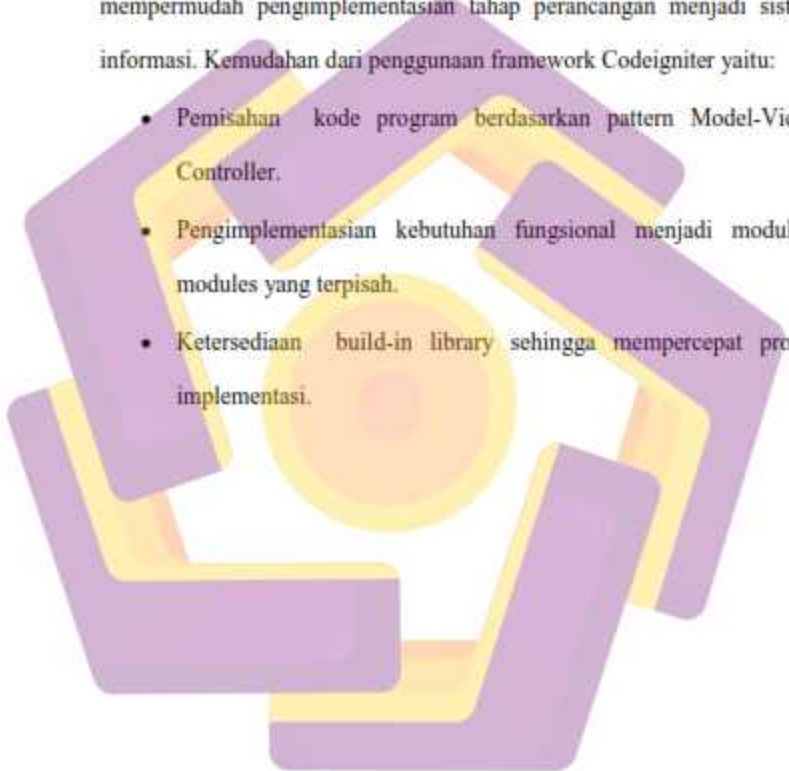 mempermudah pengimplementasian tahap perancangan menjadi sist
informasi. Kemudahan dari penggunaan framework Codeigniter yaitu:
• Pemisahan kode program berdasarkan pattern Model-Vie
Controller.
• Pengimplementasian kebutuhan fungsional menjadi modul
modules yang terpisah.
• Ketersediaan build-in library sehingga mempercepat pro
implementasi.